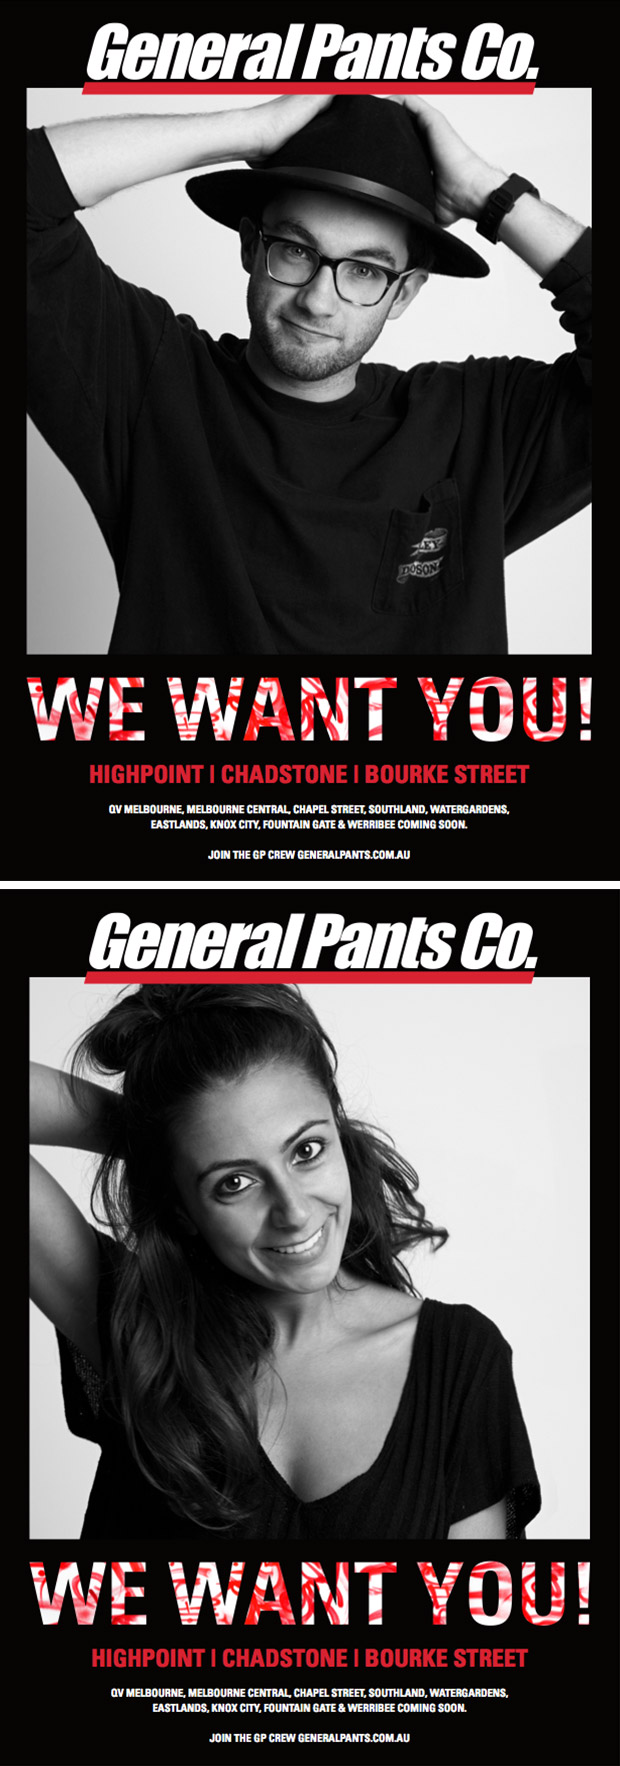 General Pants Co.
LEY
IDSON
WE WANT YOU!
HIGHPOINT | CHADSTONE | BOURKE STREET
QV MELBOURNE, MELBOURNE CENTRAL, CHAPEL STREET, SOUTHLAND, WATERGARDENS,
EASTLANDS, KNOX CITY, FOUNTAIN GATE & WERRIBEE COMING SOON.
JOIN THE GP CREW GENERALPANTS.COM.AU
General Pants Co.
WE WANT YOU!
HIGHPOINT | CHADSTONE | BOURKE STREET
QV MELBOURNE, MELBOURNE CENTRAL, CHAPEL STREET, SOUTHLAND, WATERGARDENS,
EASTLANDS, KNOX CITY, FOUNTAIN GATE & WERRIBEE COMING SOON.
JOIN THE GP CREW GENERALPANTS.COM.AU